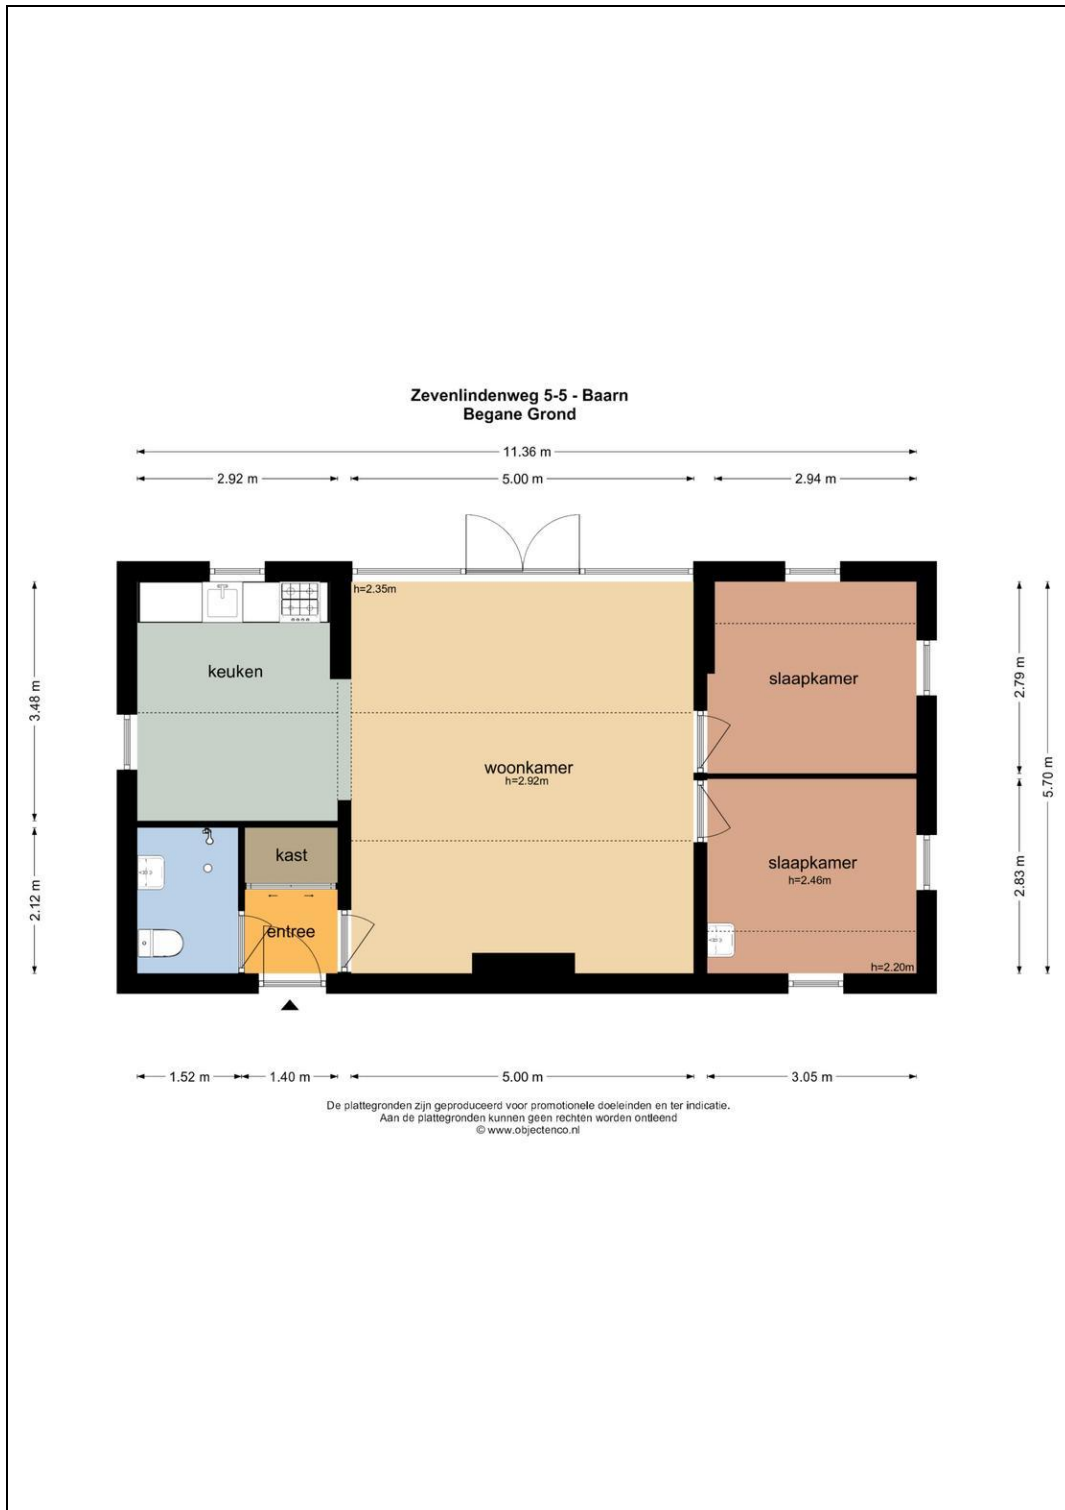 Zevenlindenweg 5-5 - Baarn
Begane Grond
11.36 m
2.92 m
5.00 m
2.94 m
h=2.35m
keuken
slaapkamer
3.48 m
2.79 m
woonkamer
h=2.92m
5.70 m
kast
slaapkamer
h=2.46m
2.12 m
2.83 m
entree
h=2.20m
1.52 m
1.40 m
5.00 m
3.05 m
De plattegronden zijn geproduceerd voor promotionele doeleinden en ter indicatie.
Aan de plattegronden kunnen geen rechten worden ontleend
© www.objectenco.nl